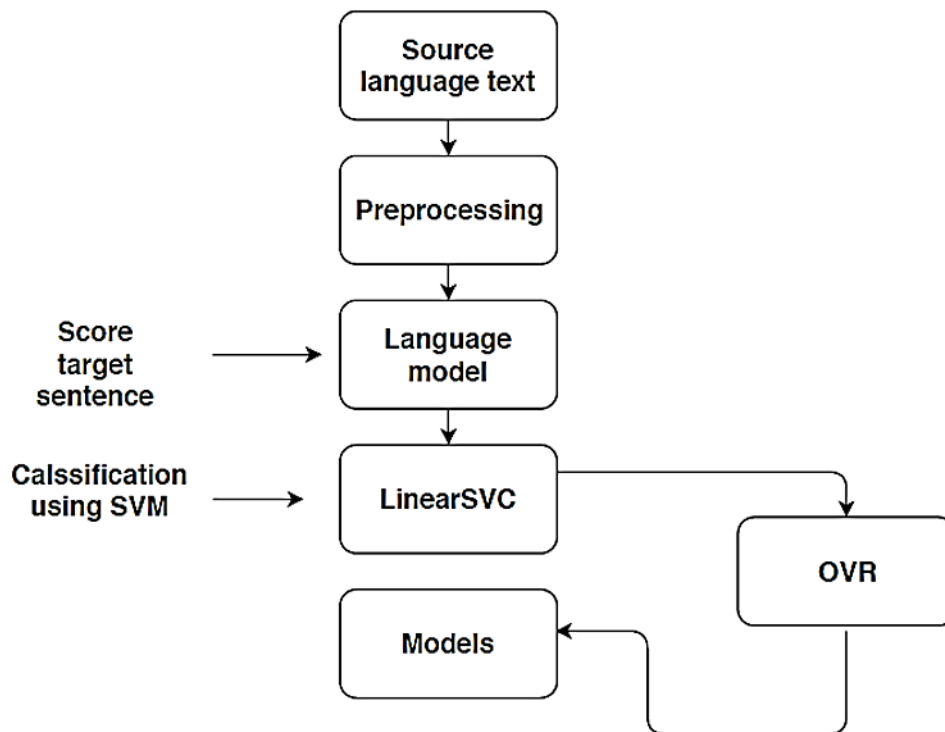 Source
language text
Preprocessing
Score
target
sentence
Language
model
Calssification
using SVM
LinearSVC
OVR
Models